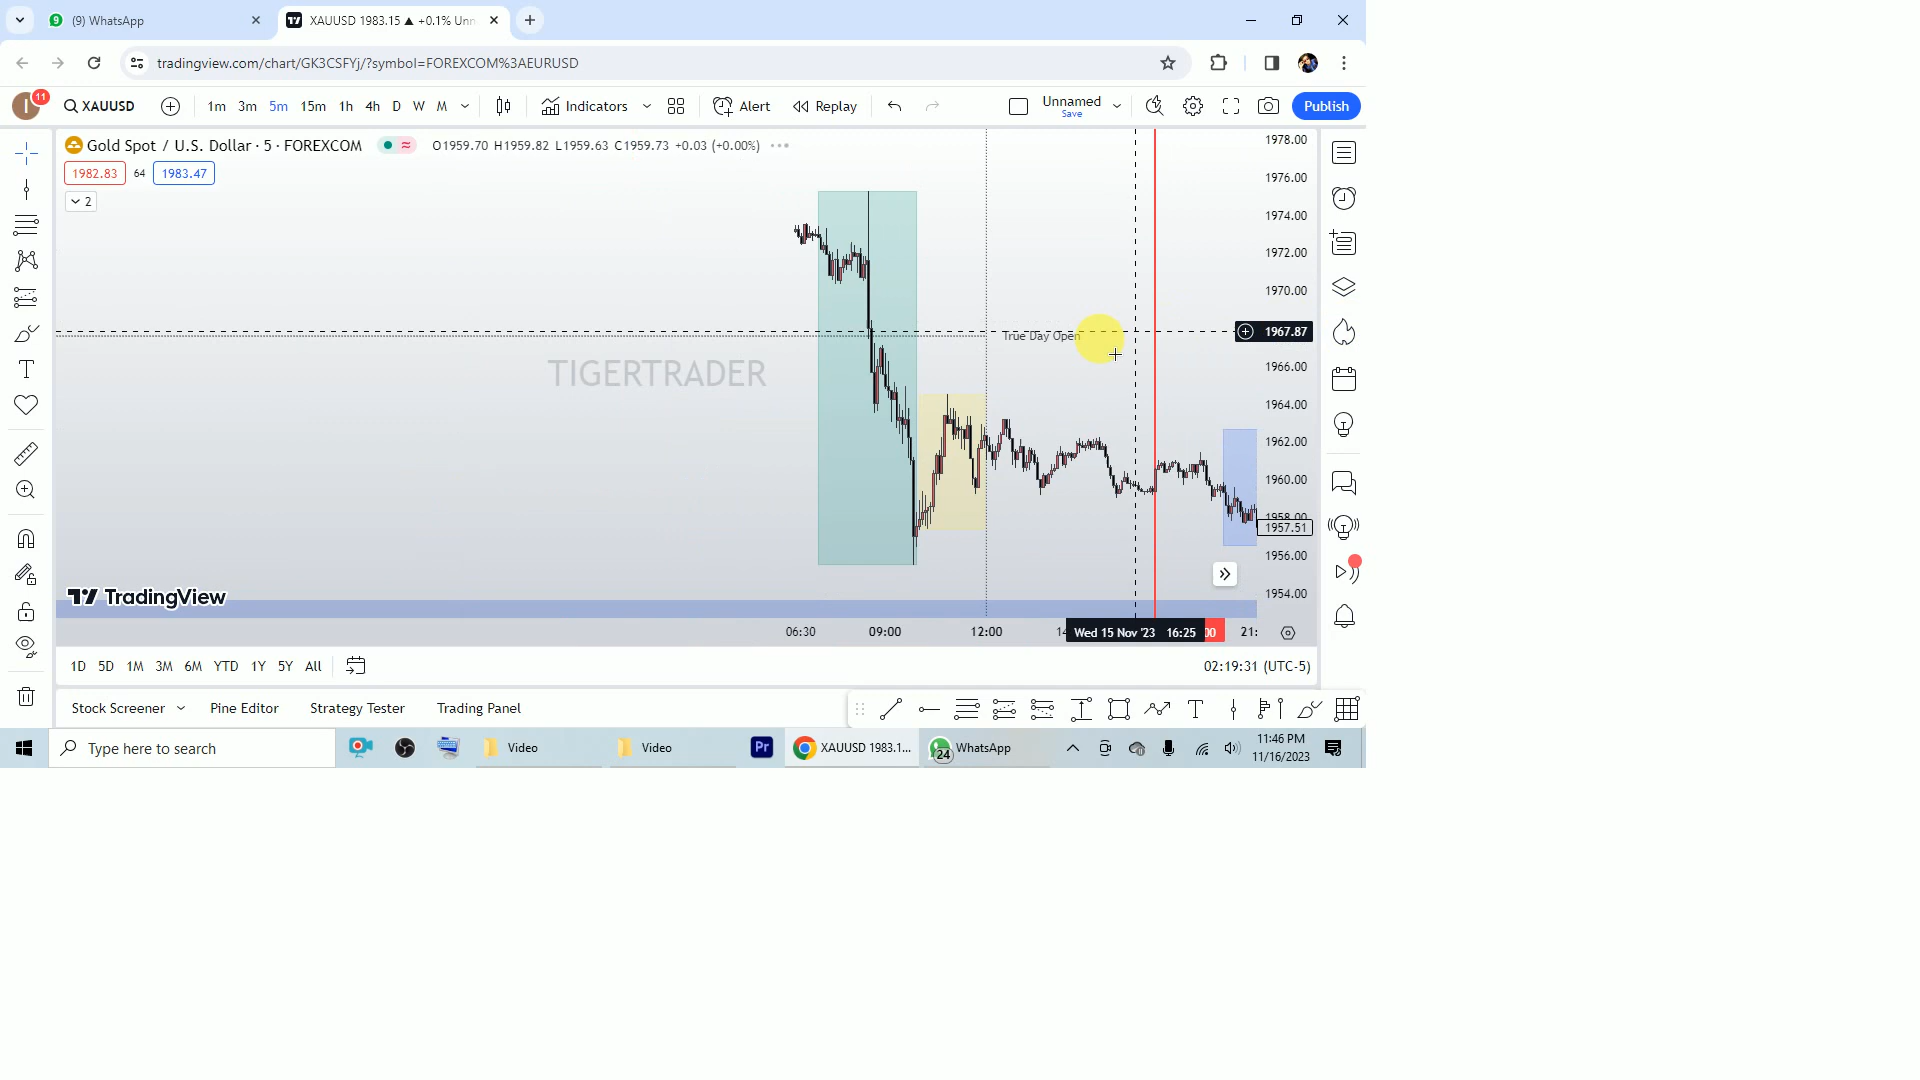 (9) WhatsApp
XAUUSD 1983.15 ▲ +0.1% Unn
tradingview.com/chart/GK3CSFYj/?symbol=FOREXCOM%3AEURUSD
I
11
XAUUSD
1m 3m 5m 15m 1h 4h D W M
Indicators
Alert
Replay
Unnamed
Save
Publish
Gold Spot / U.S. Dollar · 5 · FOREXCOM
O1959.70 H1959.82 L1959.63 C1959.73 +0.03 (+0.00%)
1982.83 64 1983.47
2
1978.00
1976.00
1974.00
1972.00
1970.00
1967.87
True Day Open
1966.00
TIGERTRADER
1964.00
1962.00
1960.00
1958.00
1957.51
1956.00
1954.00
TradingView
06:30 09:00 12:00 14 Wed 15 Nov '23 16:25 00 21:
1D 5D 1M 3M 6M YTD 1Y 5Y All
02:19:31 (UTC-5)
Stock Screener Pine Editor Strategy Tester Trading Panel
Type here to search
Video
Video
Pr
XAUUSD 1983.1...
24
WhatsApp
11:46 PM
11/16/2023